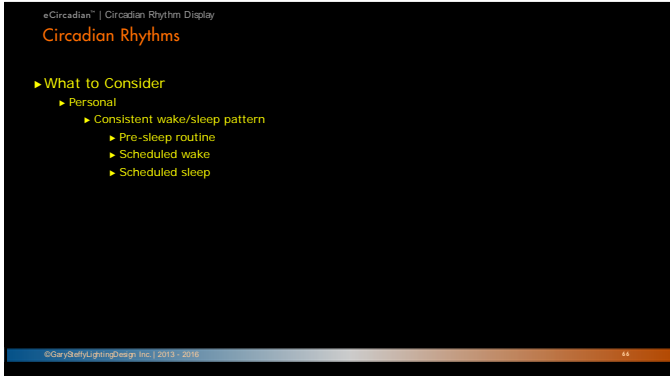 eCircadian™ | Circadian Rhythm Display
Circadian Rhythms
►What to Consider
►Personal
►Consistent wake/sleep pattern
►Pre-sleep routine
►Scheduled wake
►Scheduled sleep
©GarySteffyLightingDesign Inc. | 2013 - 2016